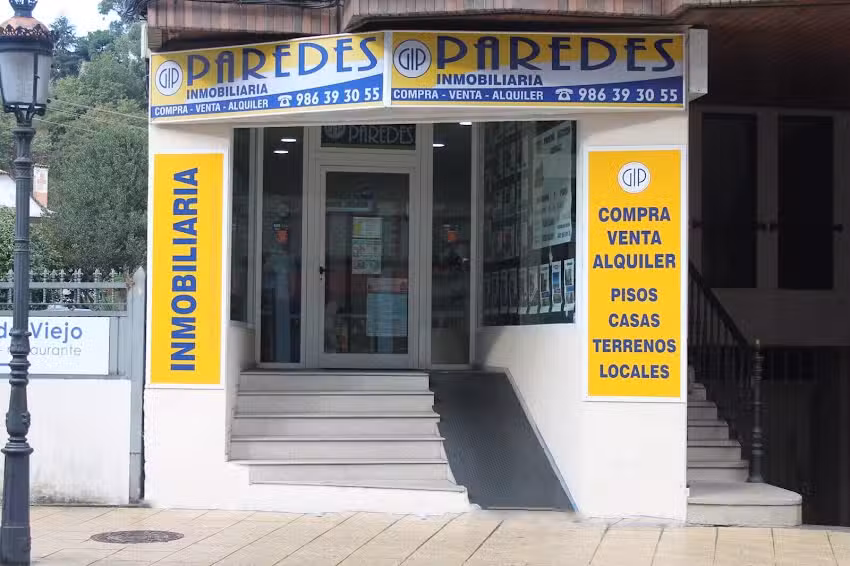 GIP PAREDES
INMOBILIARIA
COMPRA - VENTA - ALQUILER ☎ 986 39 30 55
GIP PAREDES
INMOBILIARIA
COMPRA - VENTA - ALQUILER ☎ 986 39 30 55
PAREDES
INMOBILIARIA
GIP
COMPRA
VENTA
ALQUILER
PISOS
CASAS
TERRENOS
LOCALES
Viejo